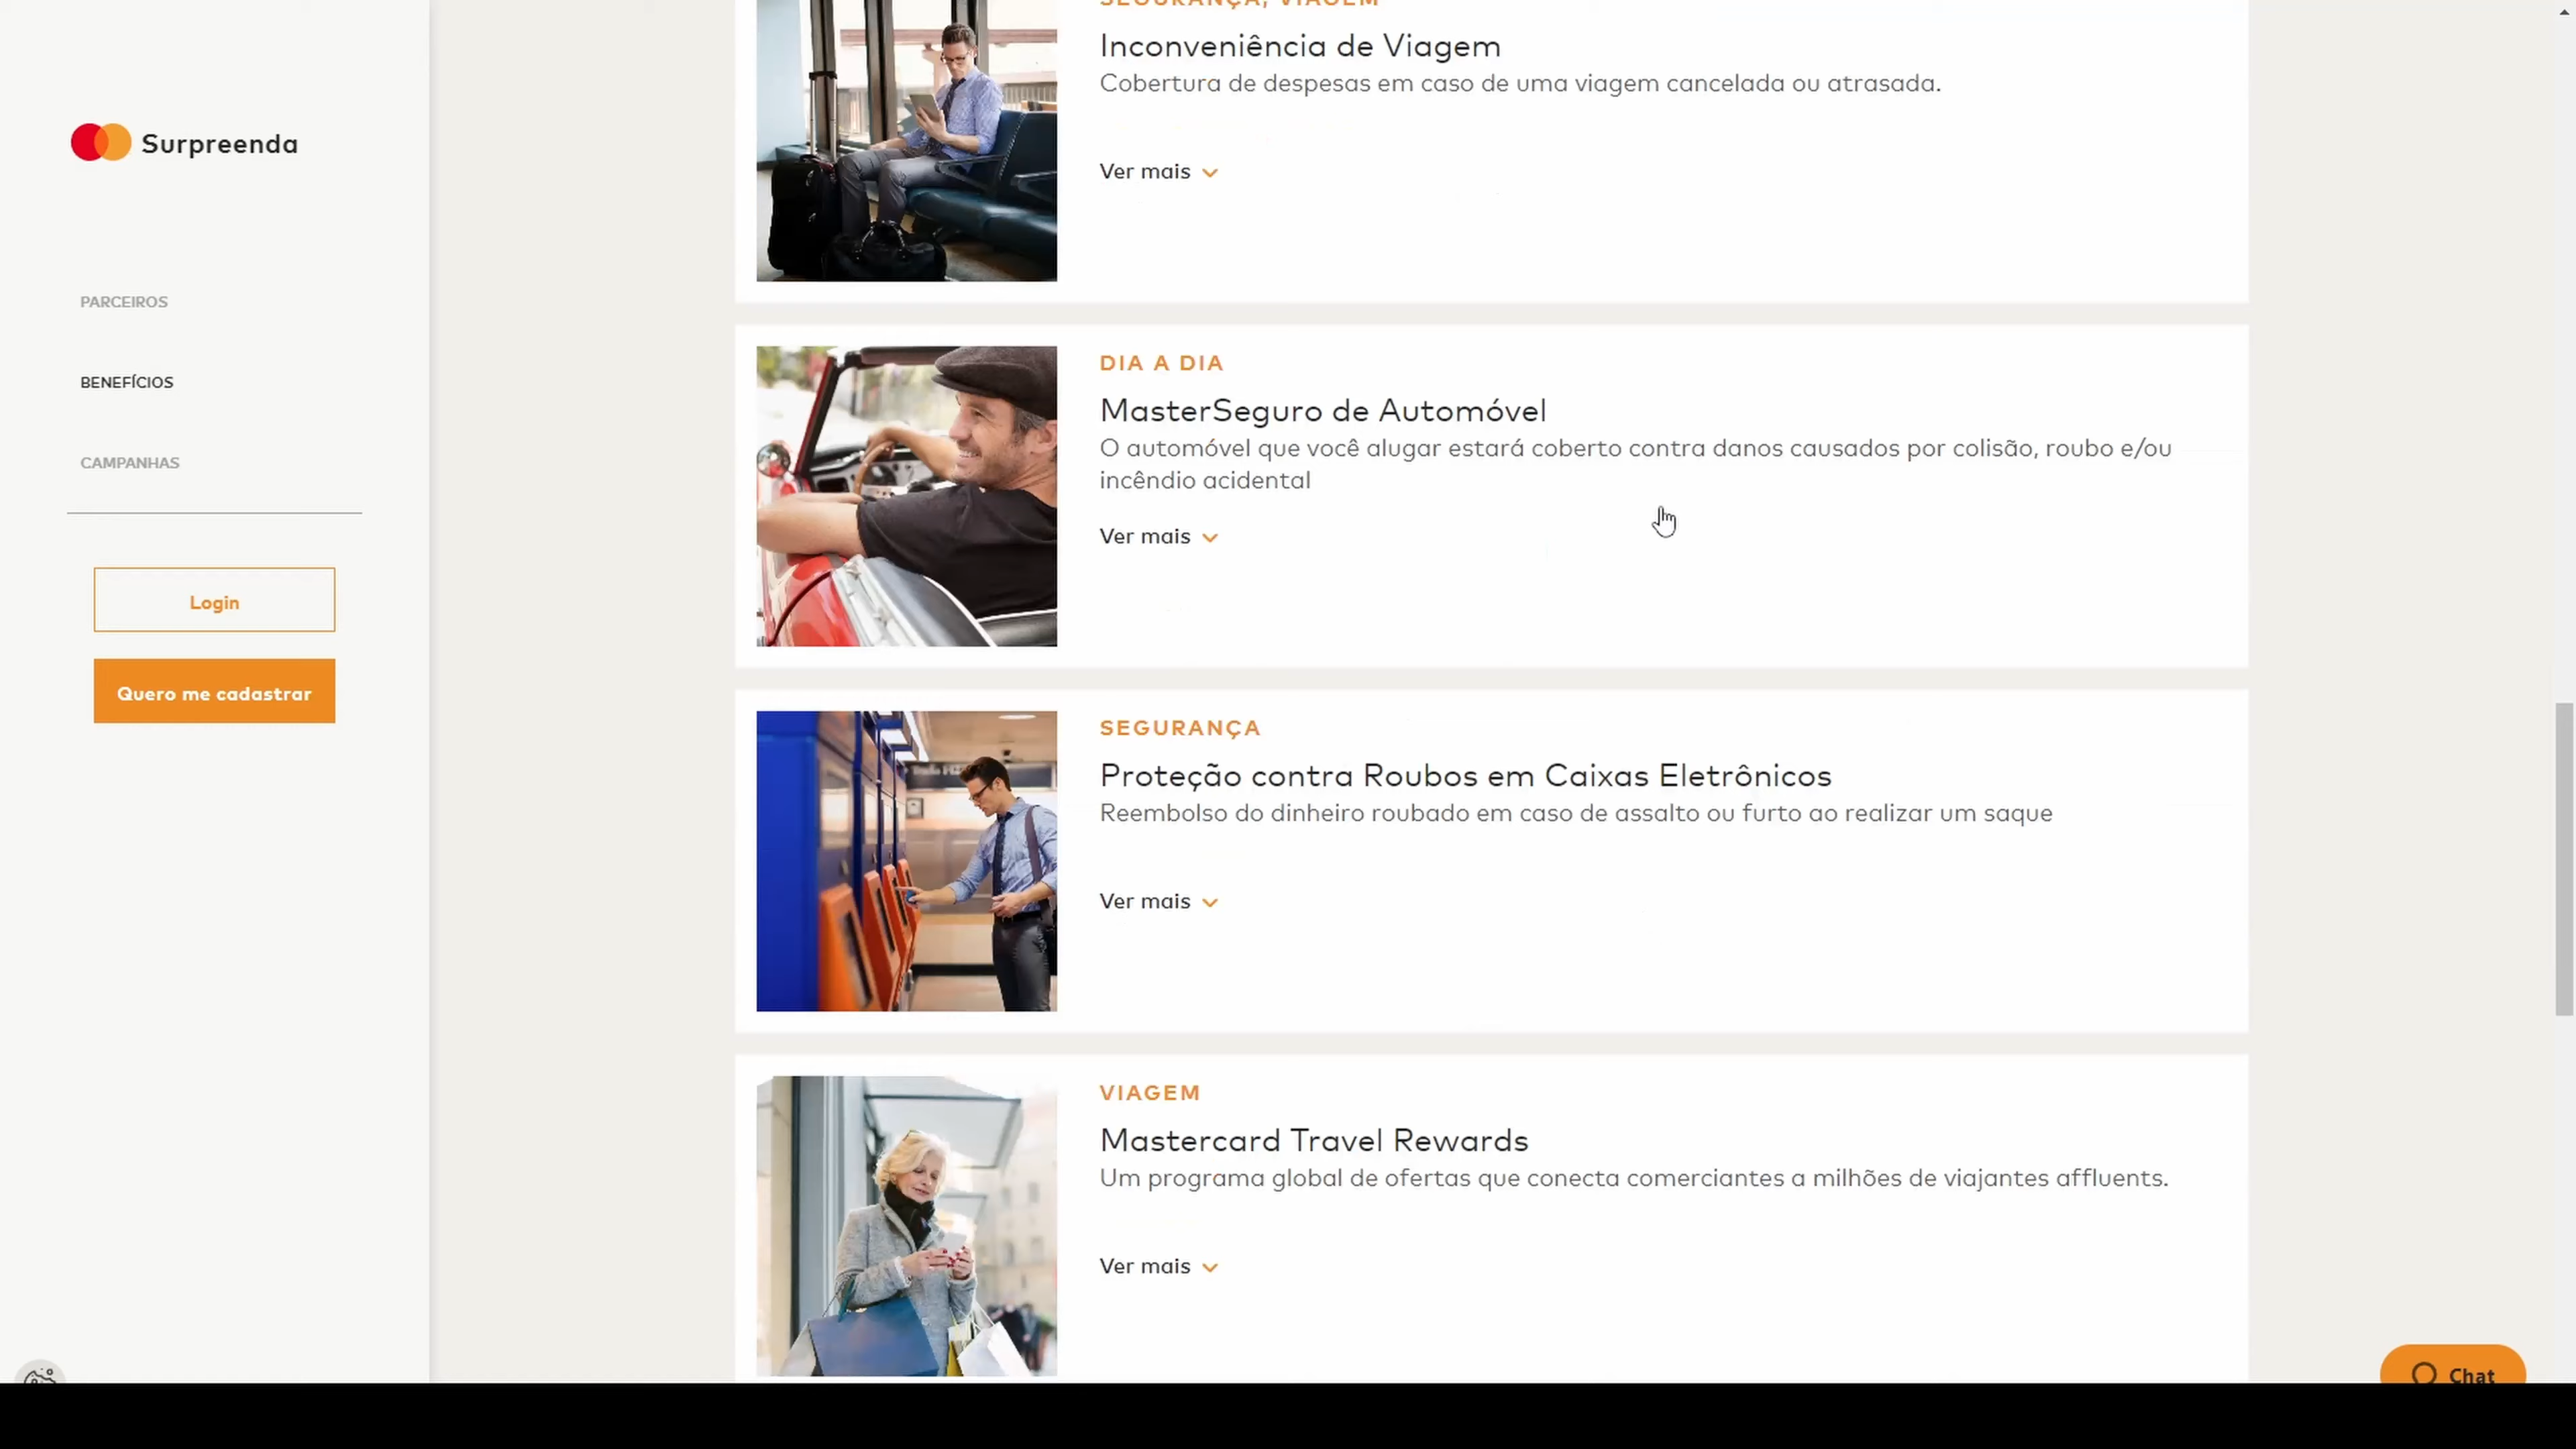 Surpreenda
PARCEIROS
BENEFÍCIOS
CAMPANHAS
Login
Quero me cadastrar
SEGURANÇA, VIAGEM
Inconveniência de Viagem
Cobertura de despesas em caso de uma viagem cancelada ou atrasada.
Ver mais
DIA A DIA
MasterSeguro de Automóvel
O automóvel que você alugar estará coberto contra danos causados por colisão, roubo e/ou
incêndio acidental
Ver mais
SEGURANÇA
Proteção contra Roubos em Caixas Eletrônicos
Reembolso do dinheiro roubado em caso de assalto ou furto ao realizar um saque
Ver mais
VIAGEM
Mastercard Travel Rewards
Um programa global de ofertas que conecta comerciantes a milhões de viajantes affluents.
Ver mais
Chat